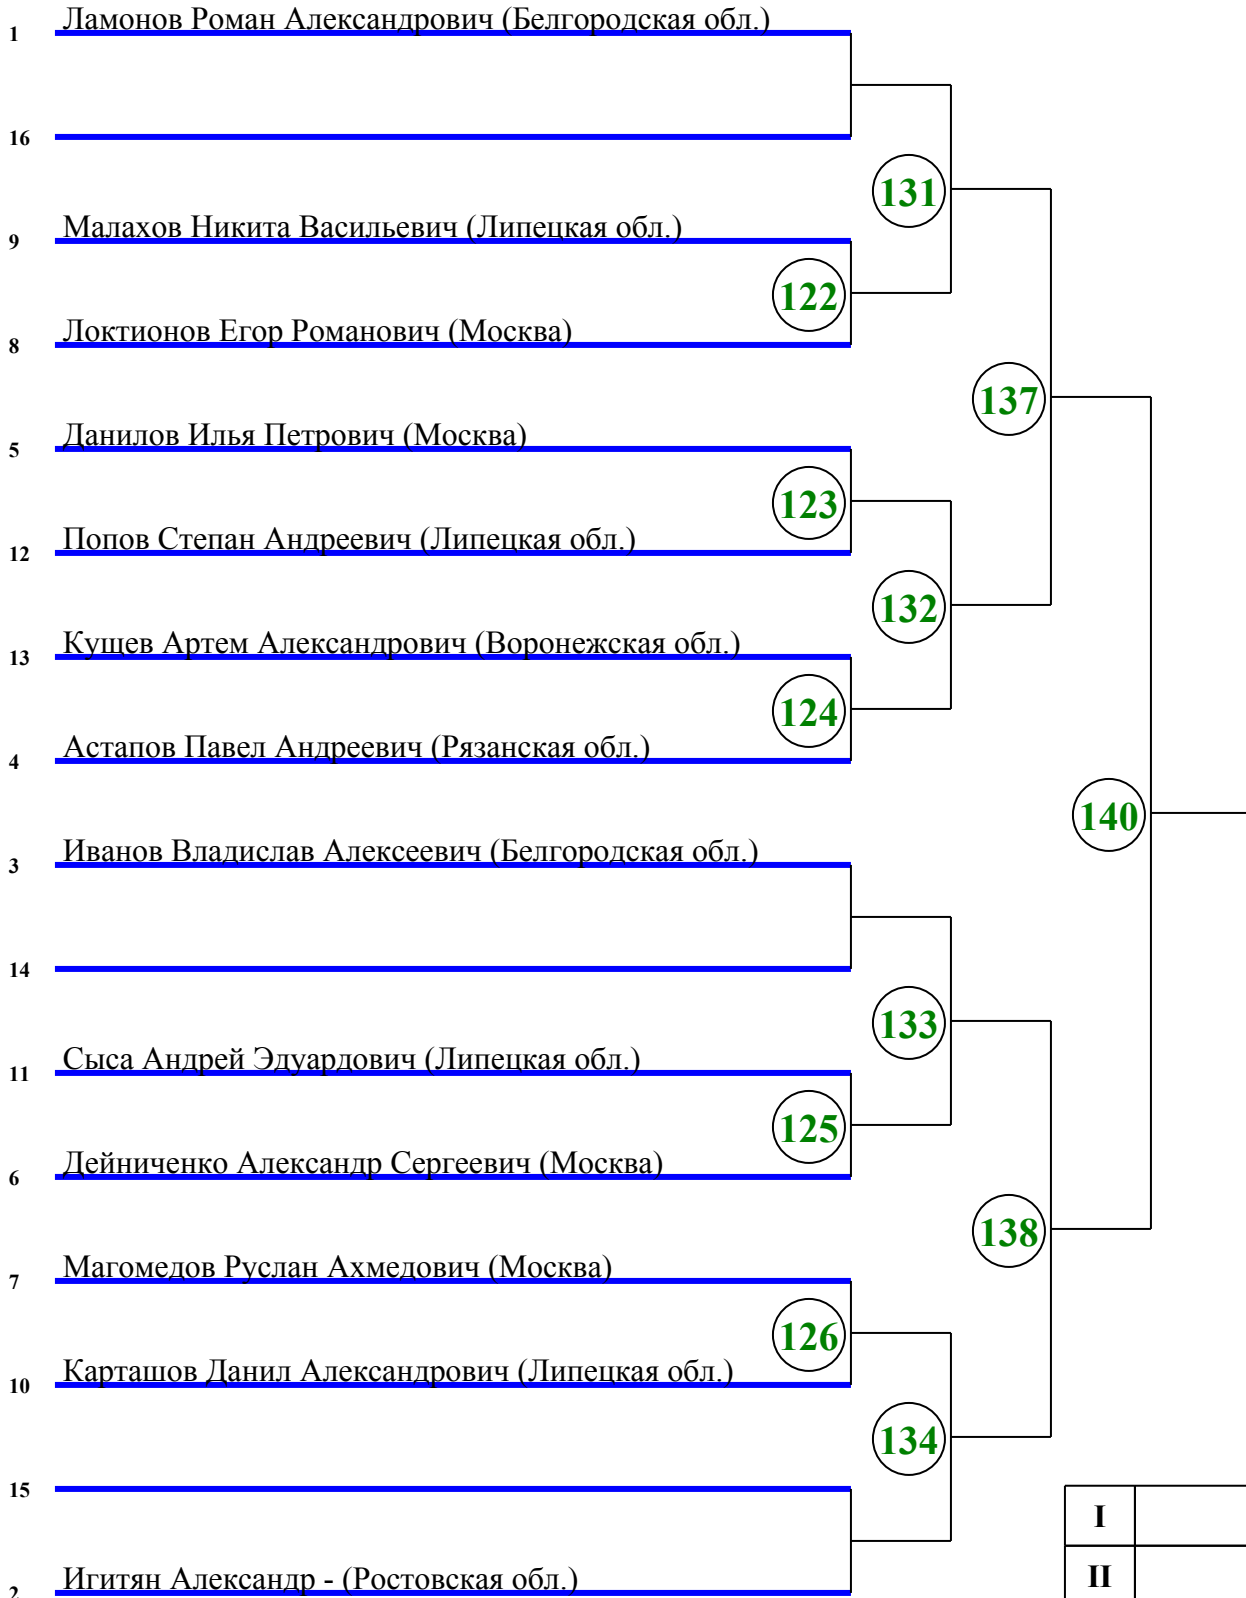 1 Ламонов Роман Александрович (Белгородская обл.)
16
131
9 Малахов Никита Васильевич (Липецкая обл.)
122
8 Локтионов Егор Романович (Москва)
137
5 Данилов Илья Петрович (Москва)
123
12 Попов Степан Андреевич (Липецкая обл.)
132
13 Кущев Артем Александрович (Воронежская обл.)
124
4 Астапов Павел Андреевич (Рязанская обл.)
140
3 Иванов Владислав Алексеевич (Белгородская обл.)
14
133
11 Сыса Андрей Эдуардович (Липецкая обл.)
125
6 Дейниченко Александр Сергеевич (Москва)
138
7 Магомедов Руслан Ахмедович (Москва)
126
10 Карташов Данил Александрович (Липецкая обл.)
134
15
I
2 Игитян Александр - (Ростовская обл.)
II